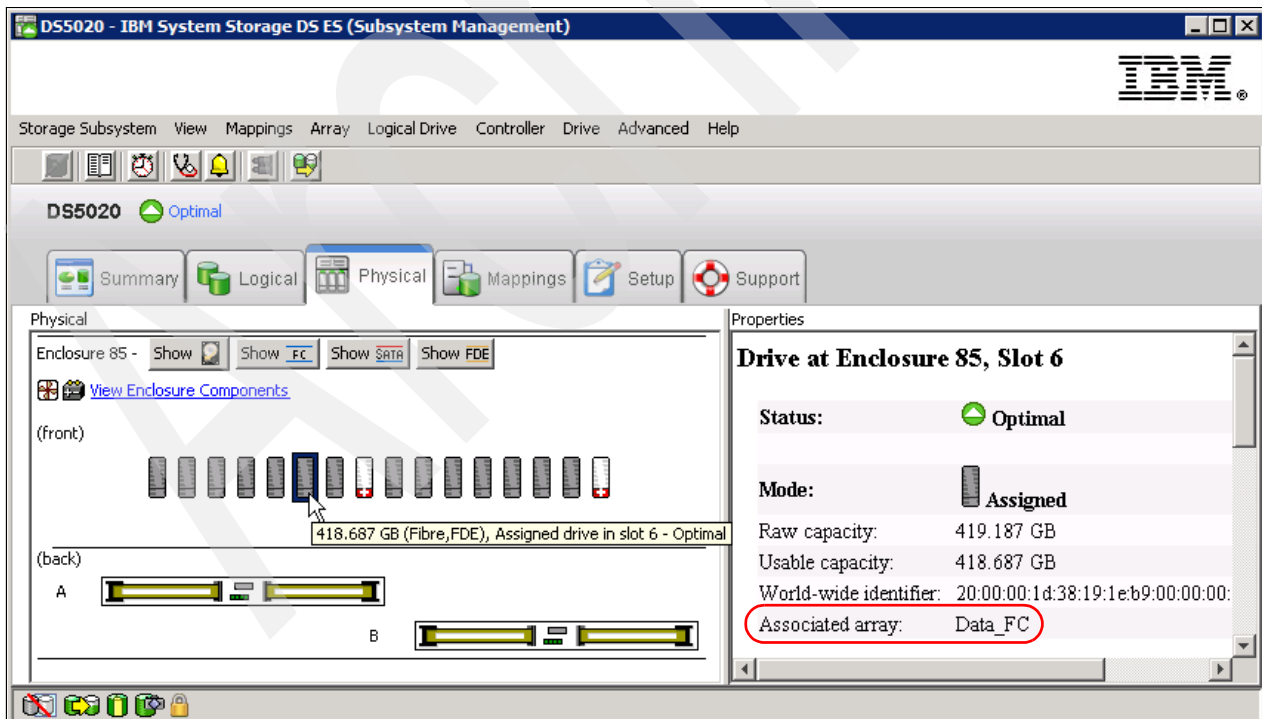 DS5020 - IBM System Storage DS ES (Subsystem Management)
IBM®
Storage Subsystem View Mappings Array Logical Drive Controller Drive Advanced Help
DS5020 Optimal
Summary Logical Physical Mappings Setup Support
Physical
Enclosure 85 - Show Show FC Show SATA Show FDE
View Enclosure Components
(front)
418.687 GB (Fibre,FDE), Assigned drive in slot 6 - Optimal
(back)
A
B
Properties
Drive at Enclosure 85, Slot 6
Status: Optimal
Mode: Assigned
Raw capacity: 419.187 GB
Usable capacity: 418.687 GB
World-wide identifier: 20:00:00:1d:38:19:1e:b9:00:00:00:
Associated array: Data_FC